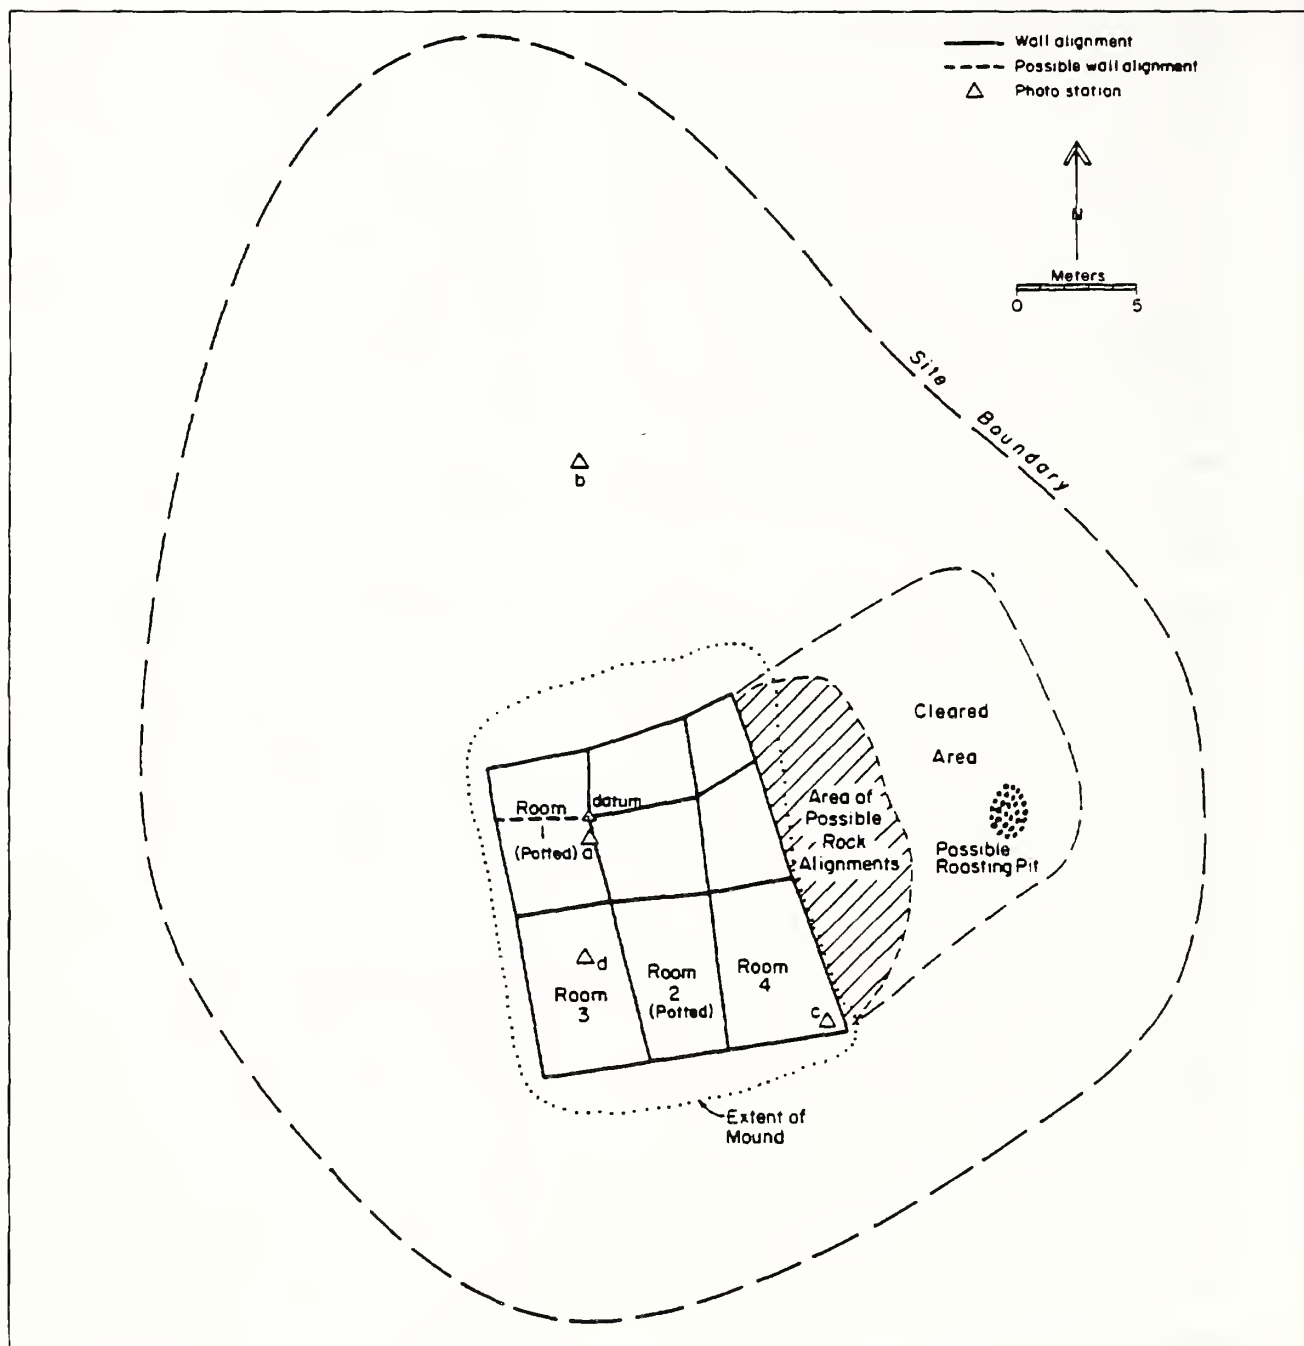 Wall alignment
Possible wall alignment
Photo station
N
Meters
0 5
Site
Boundary
b
Cleared
Area
datum
Room
1
(Potted) a
Area of
Possible
Rock
Alignments
Possible
Roasting Pit
d
Room
3
Room
2
(Potted)
Room
4
c
Extent of
Mound